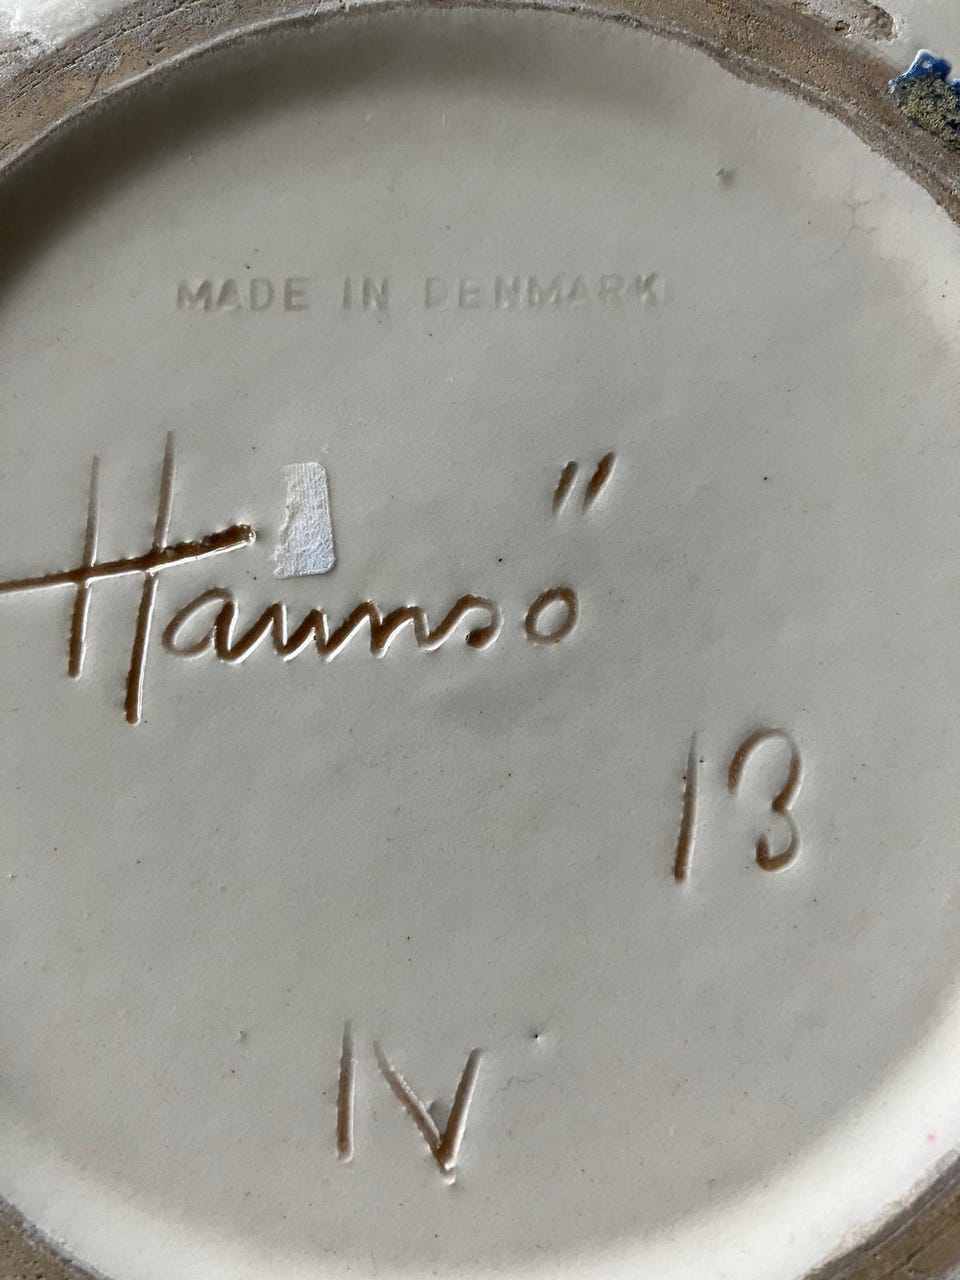 MADE IN DENMARK
Haunsö
13
IV